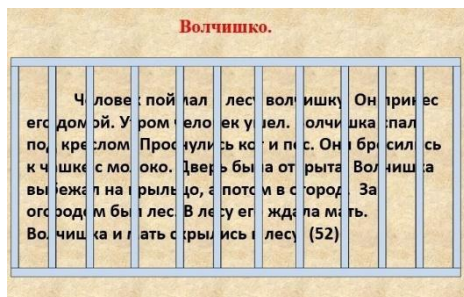 Волчишко.
Человек поймал в лесу волчишку. Он принес
его домой. Утром человек ушел. Волчишка спал
под креслом. Проснулись кот и пес. Они бросились
к чашке с молоко. Дверь была открыта. Волчишка
выбежал на крыльцо, а потом в огород. За
огородом был лес. В лесу его ждала мать.
Волчишка и мать скрылись в лесу. (52)